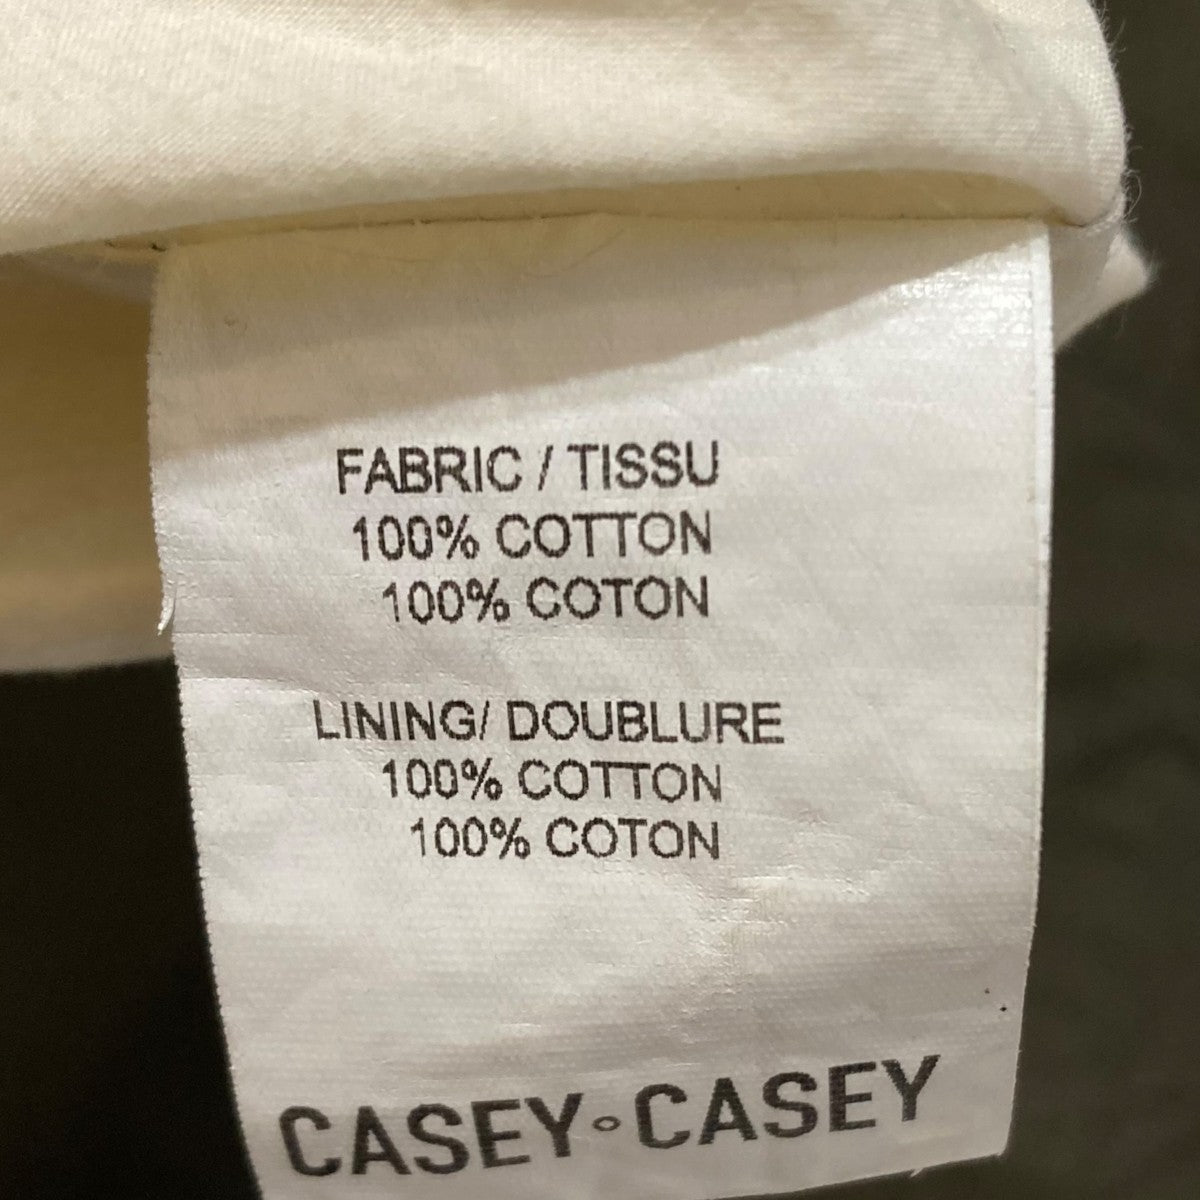 FABRIC / TISSU
100% COTTON
100% COTON
LINING/ DOUBLURE
100% COTTON
100% COTON
CASEY°CASEY